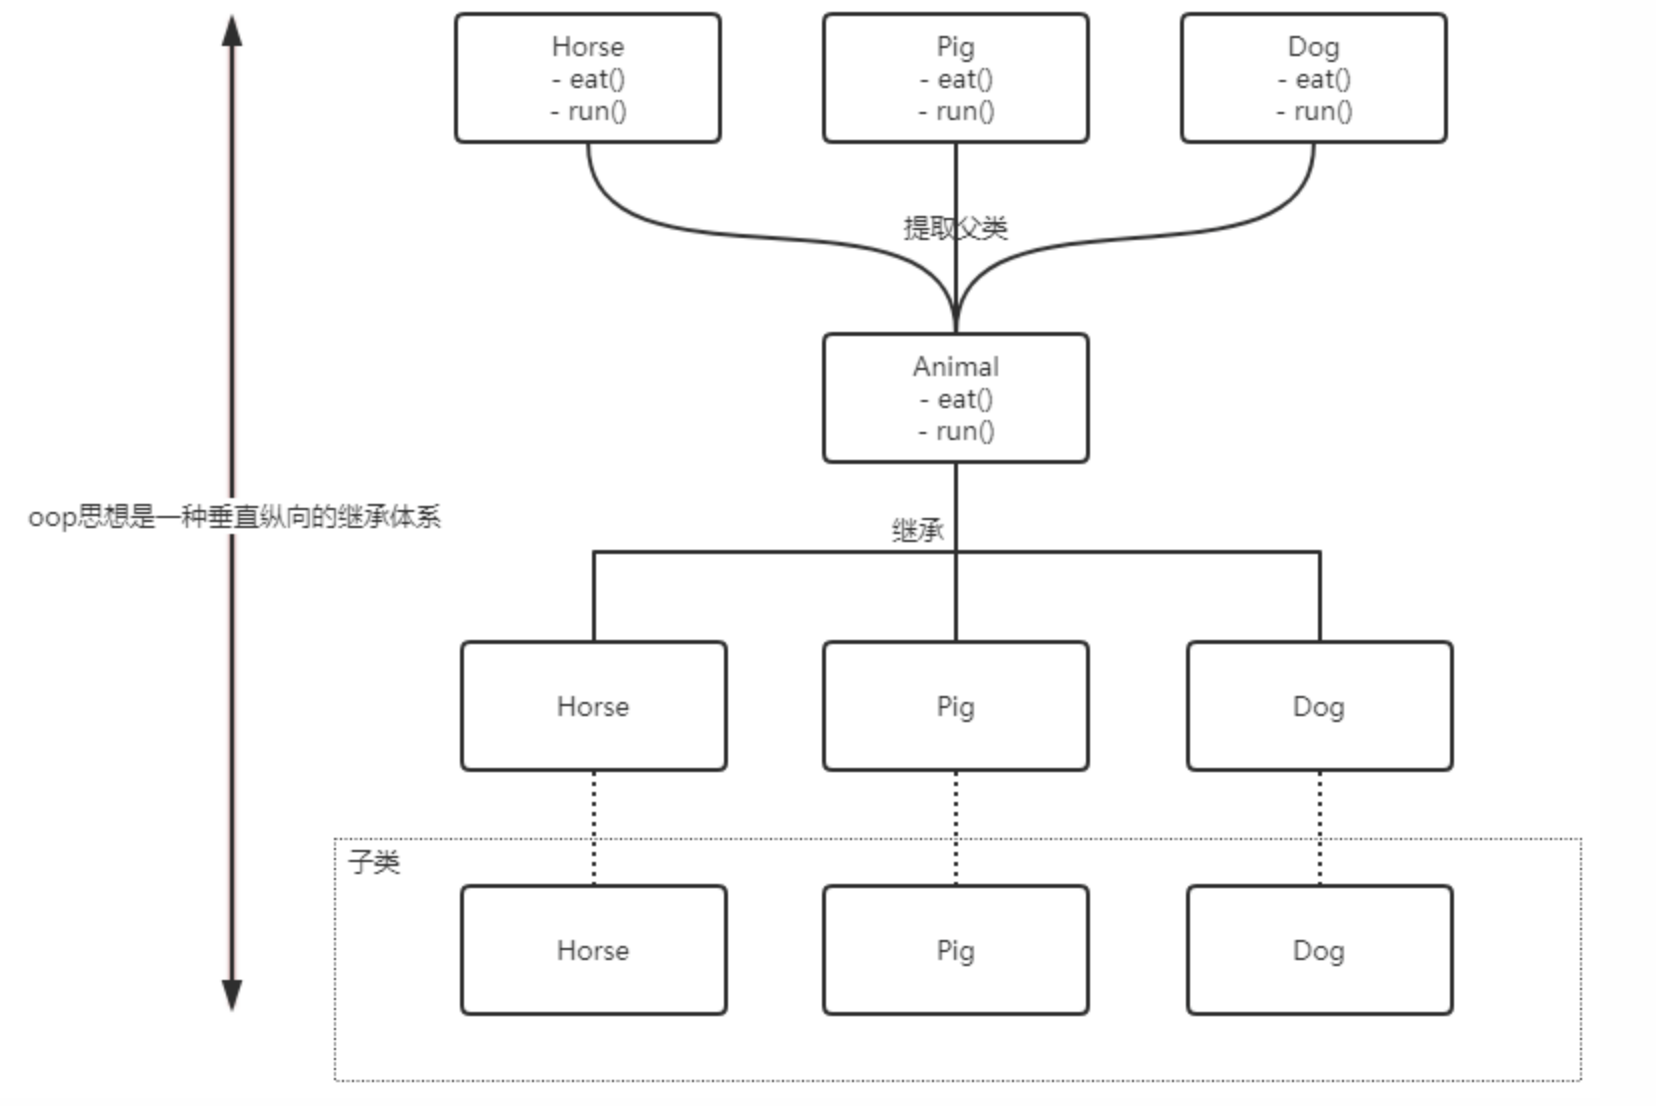 Horse
- eat()
- run()
Pig
- eat()
- run()
Dog
- eat()
- run()
提取父类
Animal
- eat()
- run()
oop思想是一种垂直纵向的继承体系
继承
Horse
Pig
Dog
子类
Horse
Pig
Dog